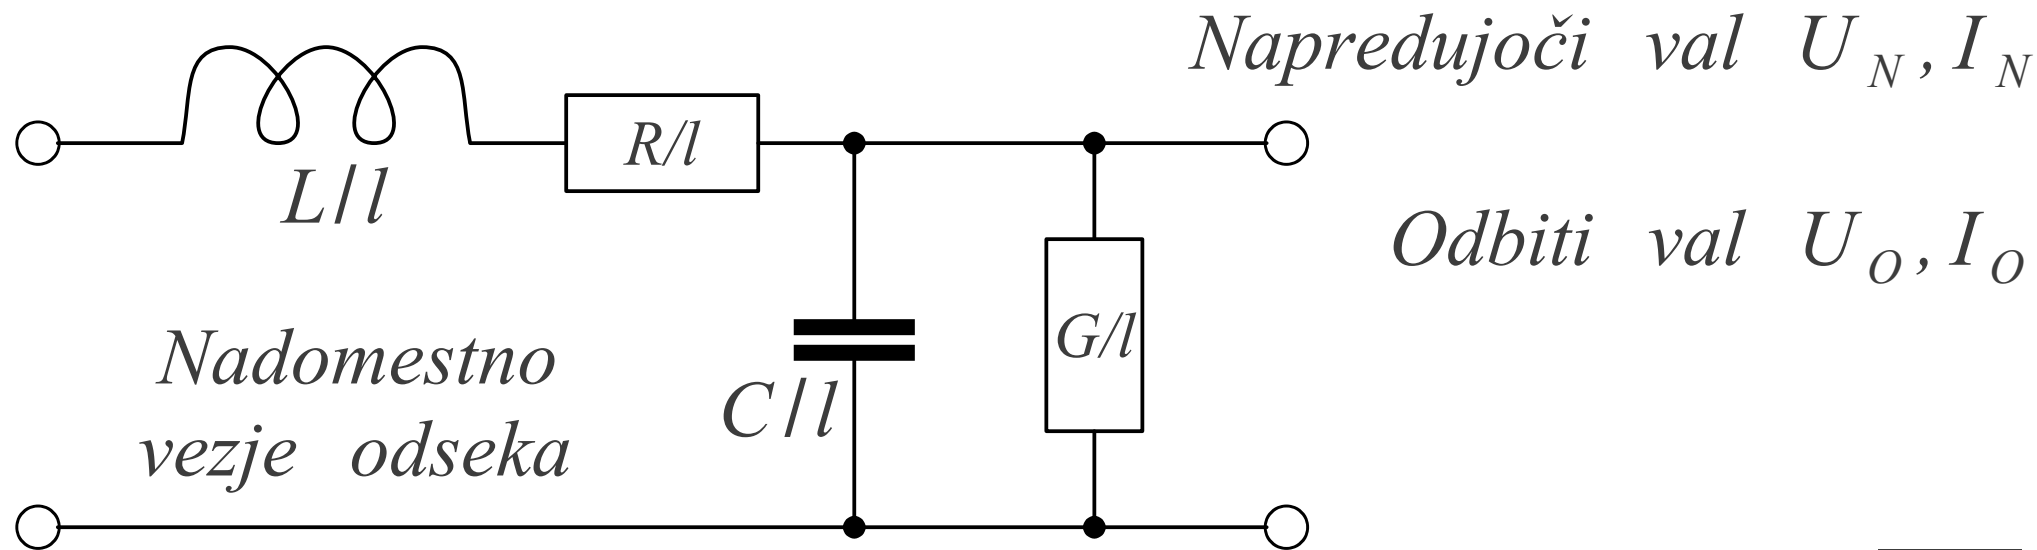 Napredujoči val U_N, I_N
R/l
L/l
Odbiti val U_O, I_O
G/l
Nadomestno
vezje odseka
C/l